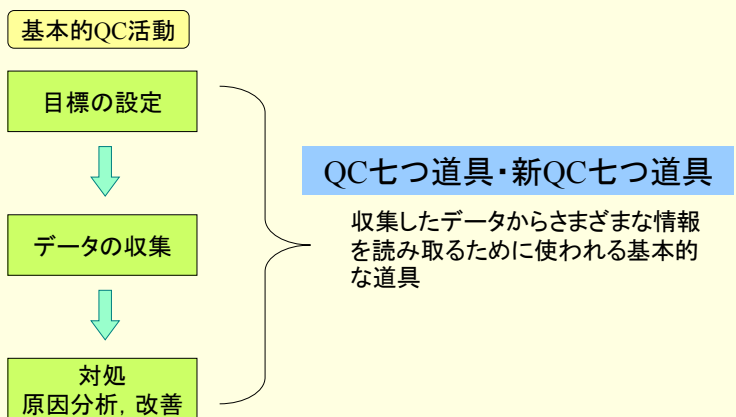 基本的QC活動
目標の設定
データの収集
対処
原因分析, 改善
QC七つ道具・新QC七つ道具
収集したデータからさまざまな情報
を読み取るために使われる基本的
な道具